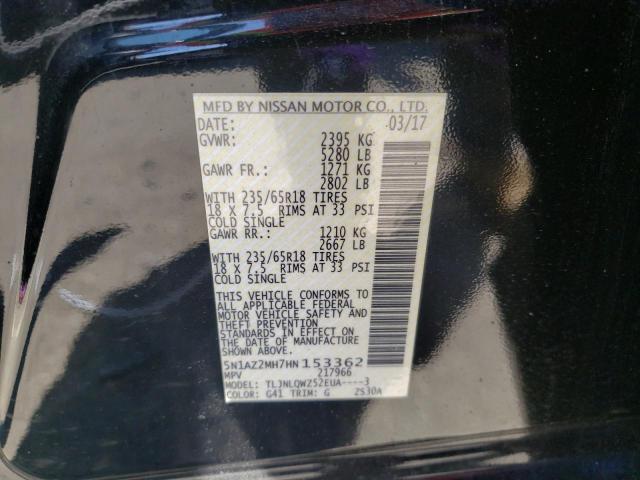 MFD BY NISSAN MOTOR CO., LTD.
DATE: 03/17
GVWR: 2395 KG
5280 LB
GAWR FR.: 1271 KG
2802 LB
WITH 235/65R18 TIRES
18 X 7.5 RIMS AT 33 PSI
COLD SINGLE
GAWR RR.: 1210 KG
2667 LB
WITH 235/65R18 TIRES
18 X 7.5 RIMS AT 33 PSI
COLD SINGLE
THIS VEHICLE CONFORMS TO
ALL APPLICABLE FEDERAL
MOTOR VEHICLE SAFETY AND
THEFT PREVENTION
STANDARDS IN EFFECT ON
THE DATE OF MANUFACTURE
SHOWN ABOVE.
5N1AZ2MH7HN153362
MPV 217966
MODEL: TLJNLQWZ52EUA----3
COLOR: G41 TRIM: G ZS30A